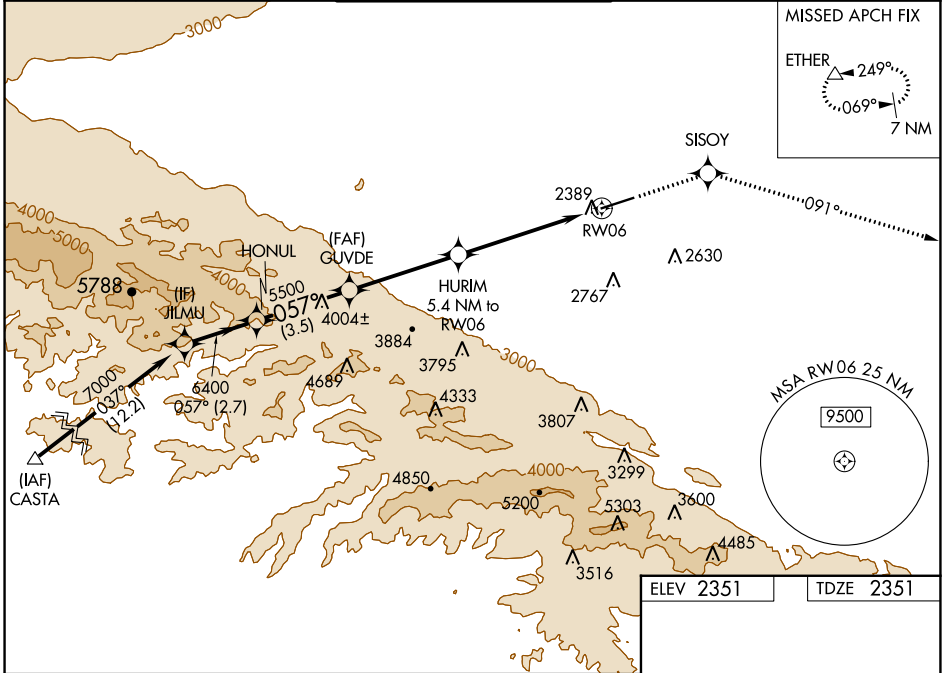 MISSED APCH FIX
ETHER
249°
069°
7 NM
SISOY
091°
2389
RW06
2630
2767
4000
5000
4000
HONUL
(FAF)
GUVDE
5788
(IF)
JILMU
5500
057°
(3.5)
4004±
HURIM
5.4 NM to
RW06
3884
3795
3000
4689
6400
057° (2.7)
7000
037°
(12.2)
4333
3807
(IAF)
CASTA
3299
4850
4000
5200
5303
3600
4485
3516
MSA RW06 25 NM
9500
ELEV 2351
TDZE 2351